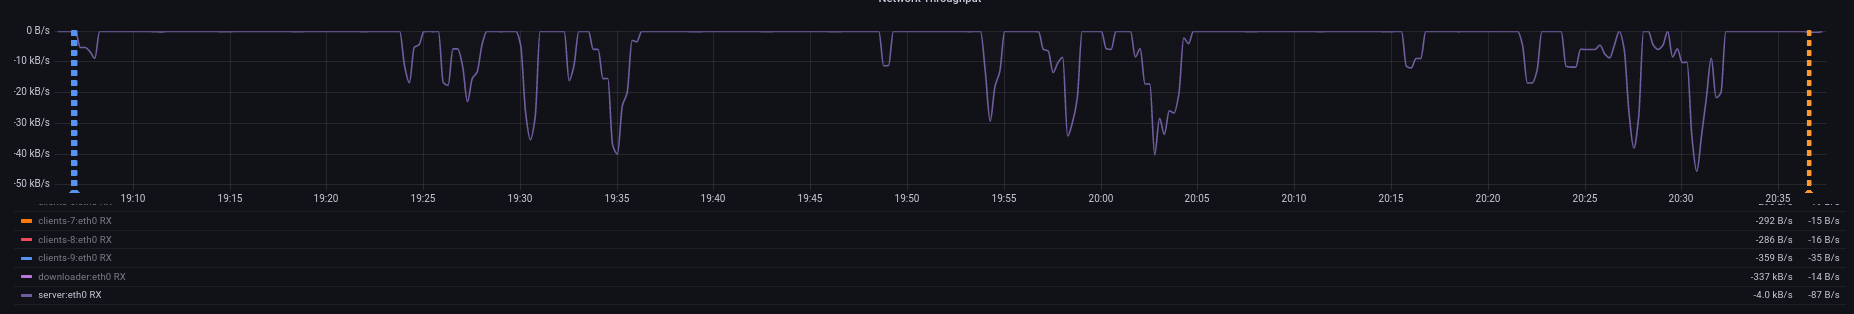 Network Throughput
0 B/s
-10 kB/s
-20 kB/s
-30 kB/s
-40 kB/s
-50 kB/s
19:10 19:15 19:20 19:25 19:30 19:35 19:40 19:45 19:50 19:55 20:00 20:05 20:10 20:15 20:20 20:25 20:30 20:35
clients-7:eth0 RX -292 B/s -15 B/s
clients-8:eth0 RX -286 B/s -16 B/s
clients-9:eth0 RX -359 B/s -35 B/s
downloader:eth0 RX -337 kB/s -14 B/s
server:eth0 RX -4.0 kB/s -87 B/s